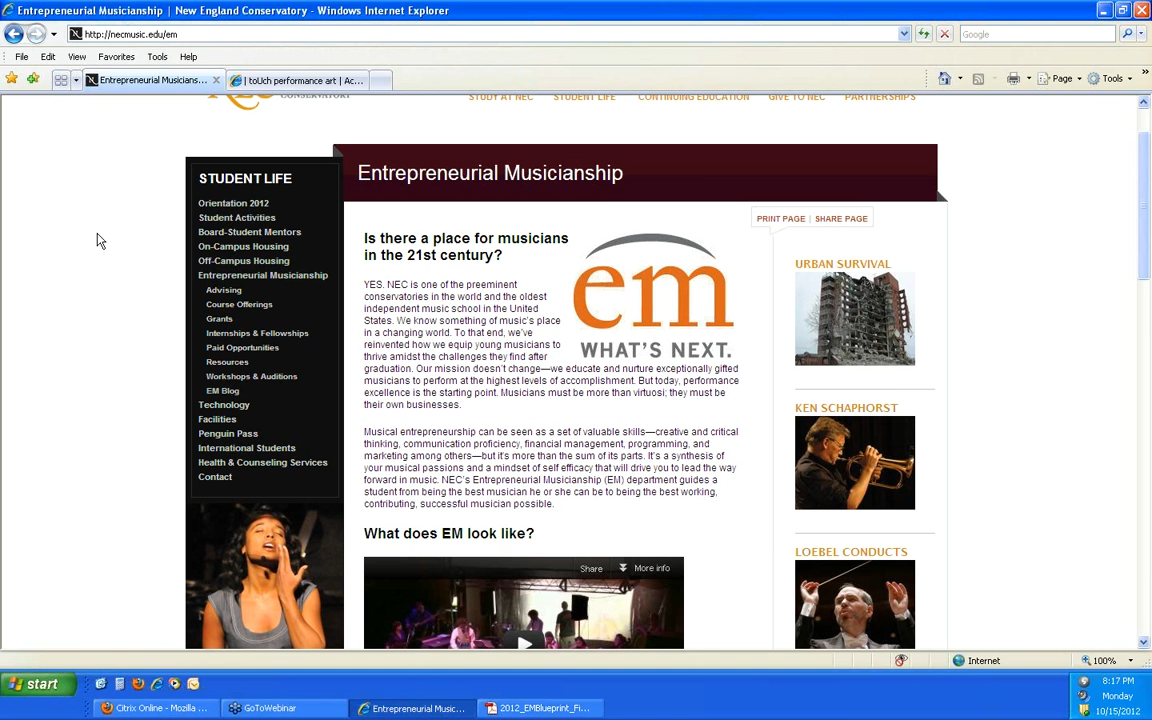 Entrepreneurial Musicianship | New England Conservatory - Windows Internet Explorer
http://necmusic.edu/em
Google
File Edit View Favorites Tools Help
Entrepreneurial Musicians...
| toUch performance art | Ac...
Page
Tools
CONSERVATORY
STUDY AT NEC
STUDENT LIFE
CONTINUING EDUCATION
GIVE TO NEC
PARTNERSHIPS
STUDENT LIFE
Orientation 2012
Student Activities
Board-Student Mentors
On-Campus Housing
Off-Campus Housing
Entrepreneurial Musicianship
Advising
Course Offerings
Grants
Internships & Fellowships
Paid Opportunities
Resources
Workshops & Auditions
EM Blog
Technology
Facilities
Penguin Pass
International Students
Health & Counseling Services
Contact
Entrepreneurial Musicianship
PRINT PAGE | SHARE PAGE
Is there a place for musicians
in the 21st century?
em
WHAT'S NEXT.
YES. NEC is one of the preeminent
conservatories in the world and the oldest
independent music school in the United
States. We know something of music's place
in a changing world. To that end, we've
reinvented how we equip young musicians to
thrive amidst the challenges they find after
graduation. Our mission doesn't change—we educate and nurture exceptionally gifted
musicians to perform at the highest levels of accomplishment. But today, performance
excellence is the starting point. Musicians must be more than virtuosi; they must be
their own businesses.
Musical entrepreneurship can be seen as a set of valuable skills—creative and critical
thinking, communication proficiency, financial management, programming, and
marketing among others—but it's more than the sum of its parts. It's a synthesis of
your musical passions and a mindset of self efficacy that will drive you to lead the way
forward in music. NEC's Entrepreneurial Musicianship (EM) department guides a
student from being the best musician he or she can be to being the best working,
contributing, successful musician possible.
What does EM look like?
Share
More info
URBAN SURVIVAL
KEN SCHAPHORST
LOEBEL CONDUCTS
Internet
100%
start
Citrix Online - Mozilla ...
GoToWebinar
Entrepreneurial Music...
2012_EMBlueprint_Fi...
8:17 PM
Monday
10/15/2012